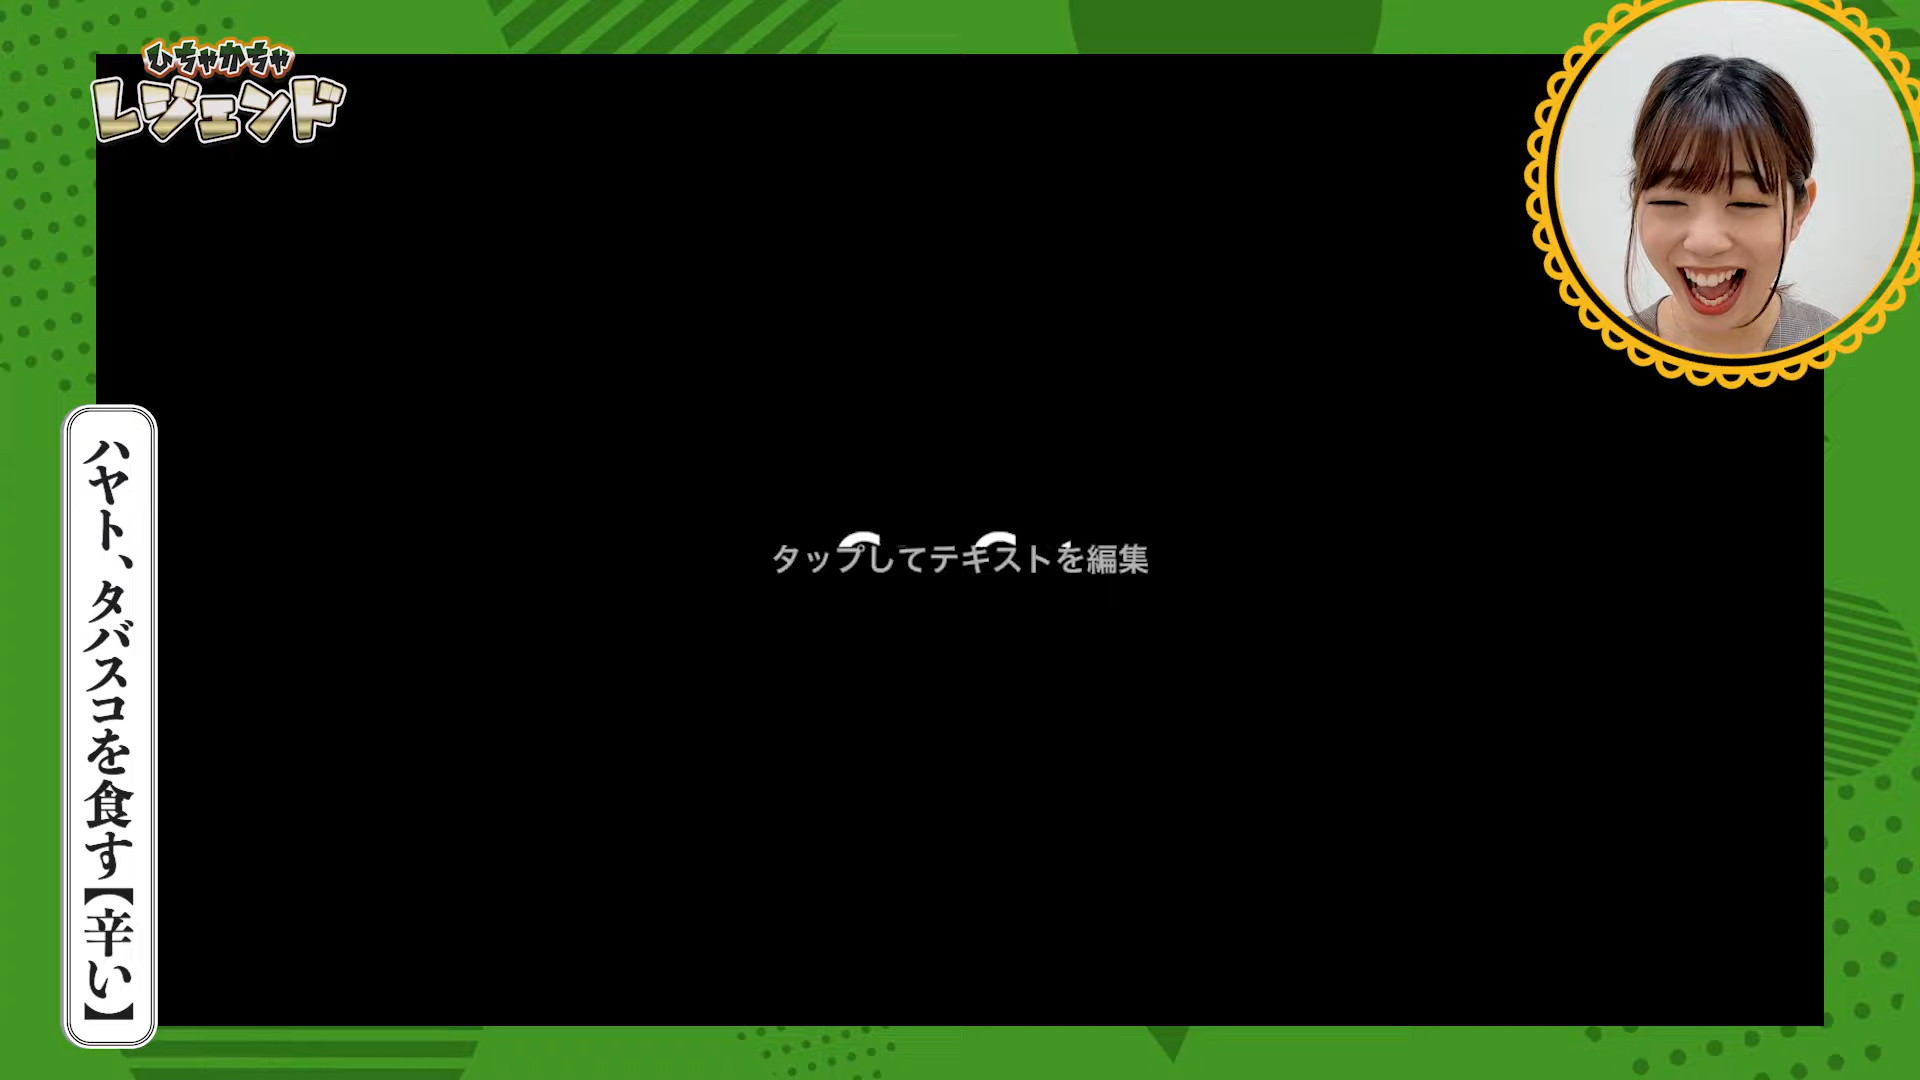 ひちゃかちゃ
レジェンド
タップしてテキストを編集
ハヤト、タバスコを食す【辛い】